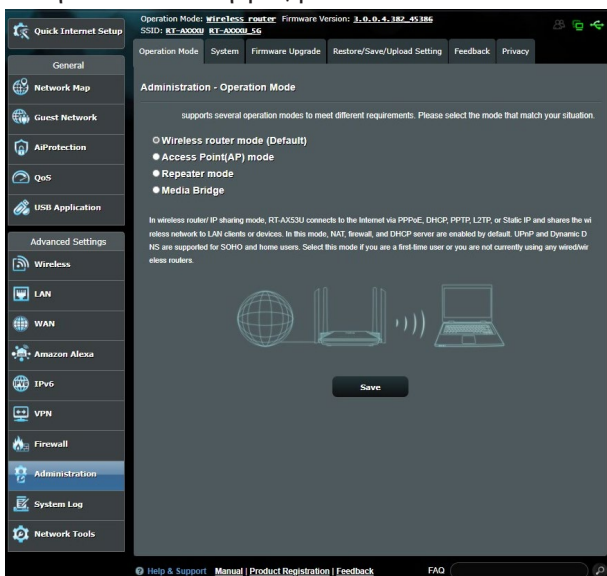 Operation Mode: Wireless router Firmware Version: 3.0.0.4.382_45386
SSID: RT-AXXXU RT-AXXXU_5G
Quick Internet Setup
Operation Mode System Firmware Upgrade Restore/Save/Upload Setting Feedback Privacy
General
Network Map
Guest Network
AiProtection
QoS
USB Application
Advanced Settings
Wireless
LAN
WAN
Amazon Alexa
IPv6
VPN
Firewall
Administration
System Log
Network Tools
Administration - Operation Mode
supports several operation modes to meet different requirements. Please select the mode that match your situation.
Wireless router mode (Default)
Access Point(AP) mode
Repeater mode
Media Bridge
In wireless router/ IP sharing mode, RT-AX53U connects to the Internet via PPPoE, DHCP, PPTP, L2TP, or Static IP and shares the wi
reless network to LAN clients or devices. In this mode, NAT, firewall, and DHCP server are enabled by default. UPnP and Dynamic D
NS are supported for SOHO and home users. Select this mode if you are a first-time user or you are not currently using any wired/wir
eless routers.
Save
Help & Support Manual | Product Registration | Feedback FAQ